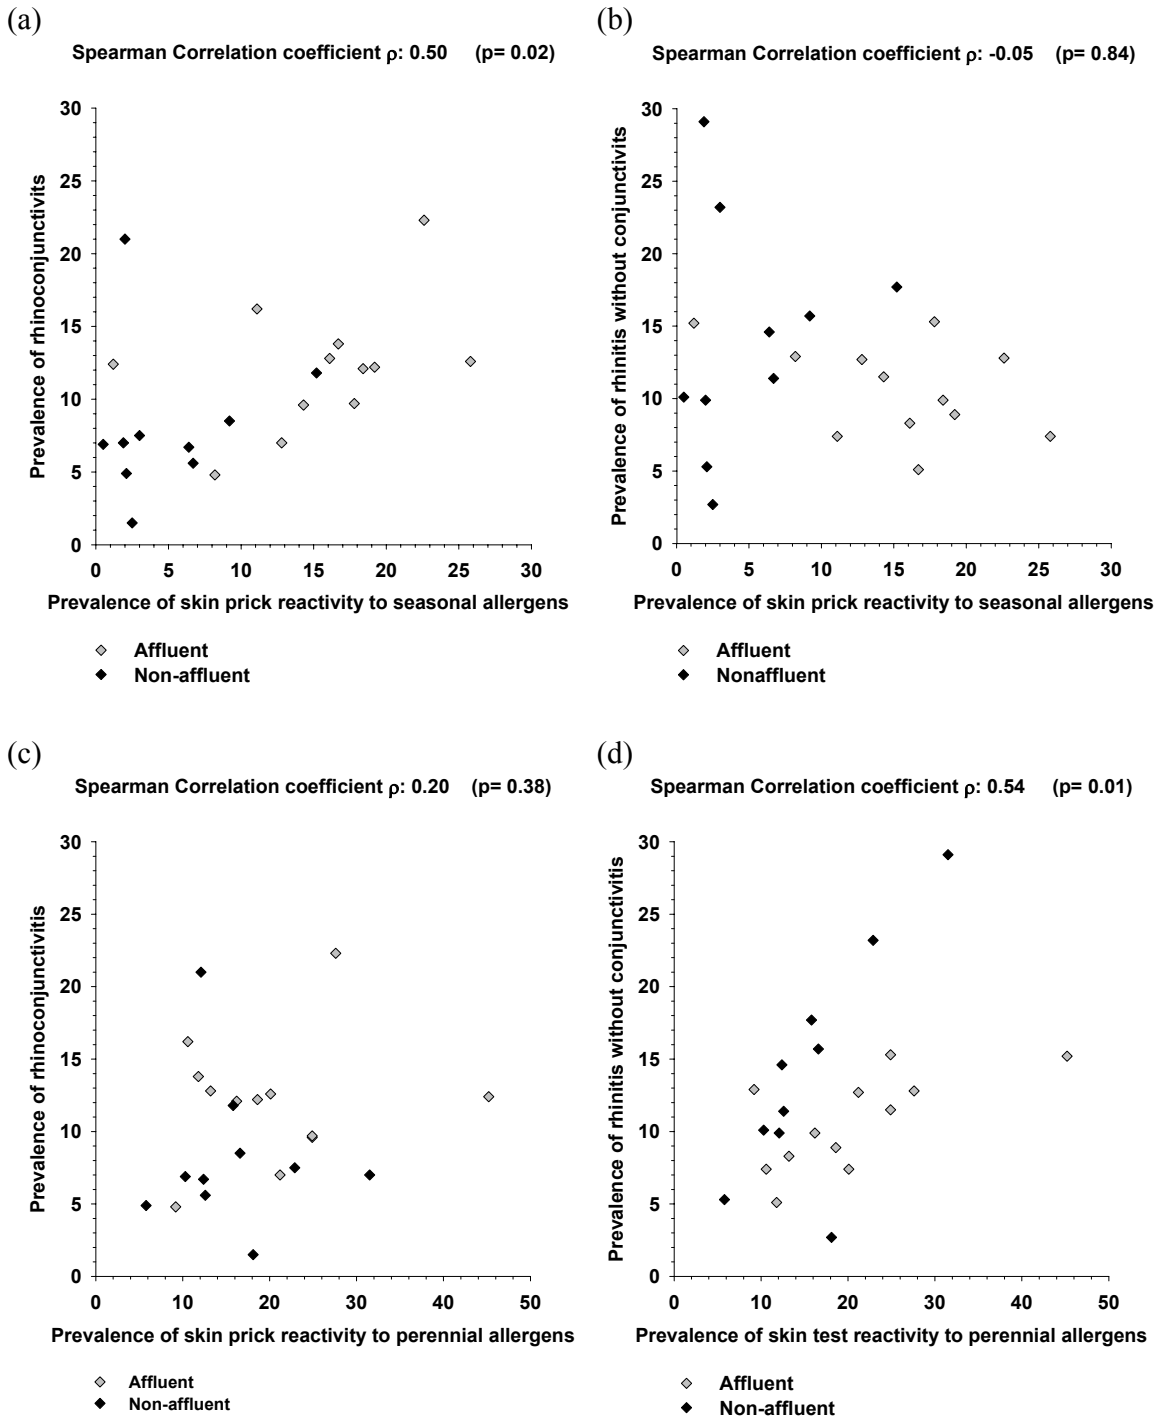 (a)
Spearman Correlation coefficient ρ: 0.50 (p= 0.02)
30
25
20
15
10
5
0
Prevalence of rhinoconjunctivits
0 5 10 15 20 25 30
Prevalence of skin prick reactivity to seasonal allergens
Affluent
Non-affluent
(b)
Spearman Correlation coefficient ρ: -0.05 (p= 0.84)
30
25
20
15
10
5
0
Prevalence of rhinitis without conjunctivits
0 5 10 15 20 25 30
Prevalence of skin prick reactivity to seasonal allergens
Affluent
Nonaffluent
(c)
Spearman Correlation coefficient ρ: 0.20 (p= 0.38)
30
25
20
15
10
5
0
Prevalence of rhinoconjunctivitis
0 10 20 30 40 50
Prevalence of skin prick reactivity to perennial allergens
Affluent
Non-affluent
(d)
Spearman Correlation coefficient ρ: 0.54 (p= 0.01)
30
25
20
15
10
5
0
Prevalence of rhinitis without conjunctivitis
0 10 20 30 40 50
Prevalence of skin test reactivity to perennial allergens
Affluent
Non-affluent